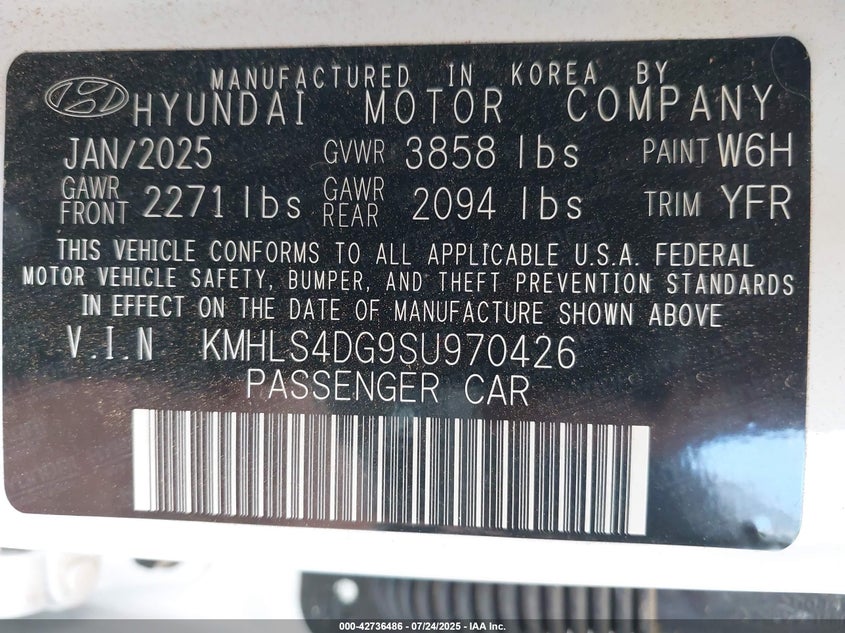 MANUFACTURED IN KOREA BY
HYUNDAI MOTOR COMPANY
JAN/2025 GVWR 3858 lbs PAINT W6H
GAWR FRONT 2271 lbs GAWR REAR 2094 lbs TRIM YFR
THIS VEHICLE CONFORMS TO ALL APPLICABLE U.S.A. FEDERAL
MOTOR VEHICLE SAFETY, BUMPER, AND THEFT PREVENTION STANDARDS
IN EFFECT ON THE DATE OF MANUFACTURE SHOWN ABOVE
V.I.N KMHLS4DG9SU970426
PASSENGER CAR
000-42736486 - 07/24/2025 - IAA Inc.